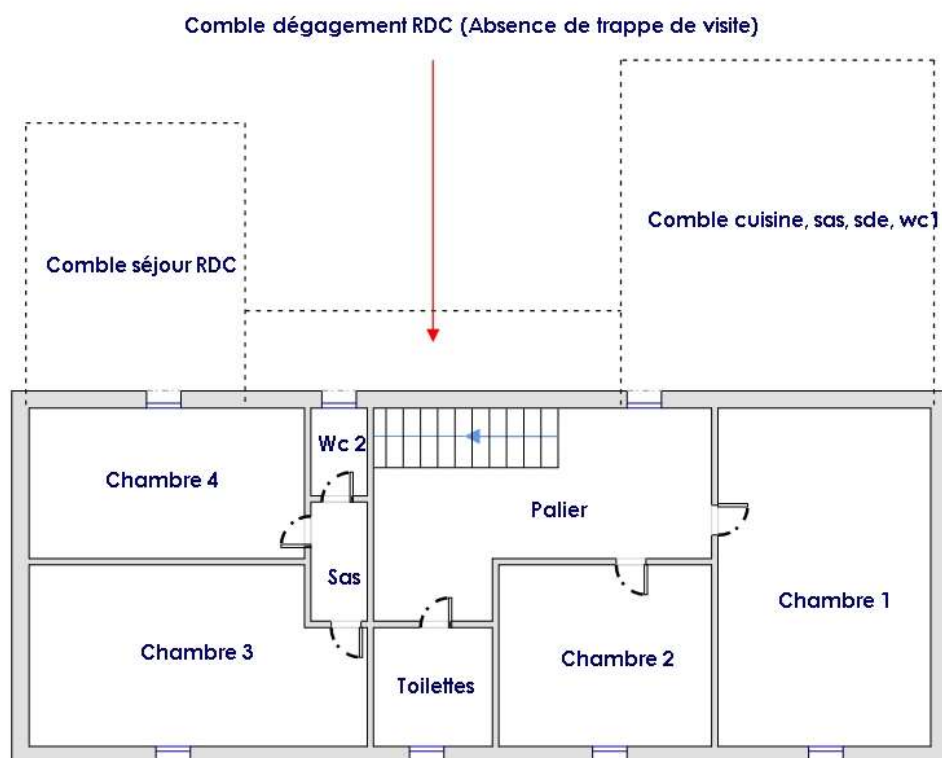 Comble dégagement RDC (Absence de trappe de visite)
Comble cuisine, sas, sde, wc1
Comble séjour RDC
Wc 2
Chambre 4
Palier
Sas
Chambre 1
Chambre 3
Chambre 2
Toilettes